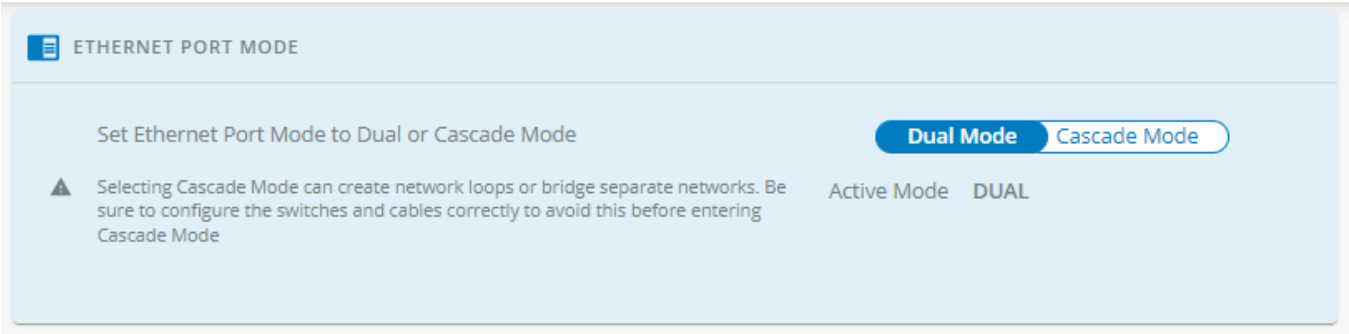 ETHERNET PORT MODE
Set Ethernet Port Mode to Dual or Cascade Mode
Dual Mode Cascade Mode
Selecting Cascade Mode can create network loops or bridge separate networks. Be
sure to configure the switches and cables correctly to avoid this before entering
Cascade Mode
Active Mode DUAL